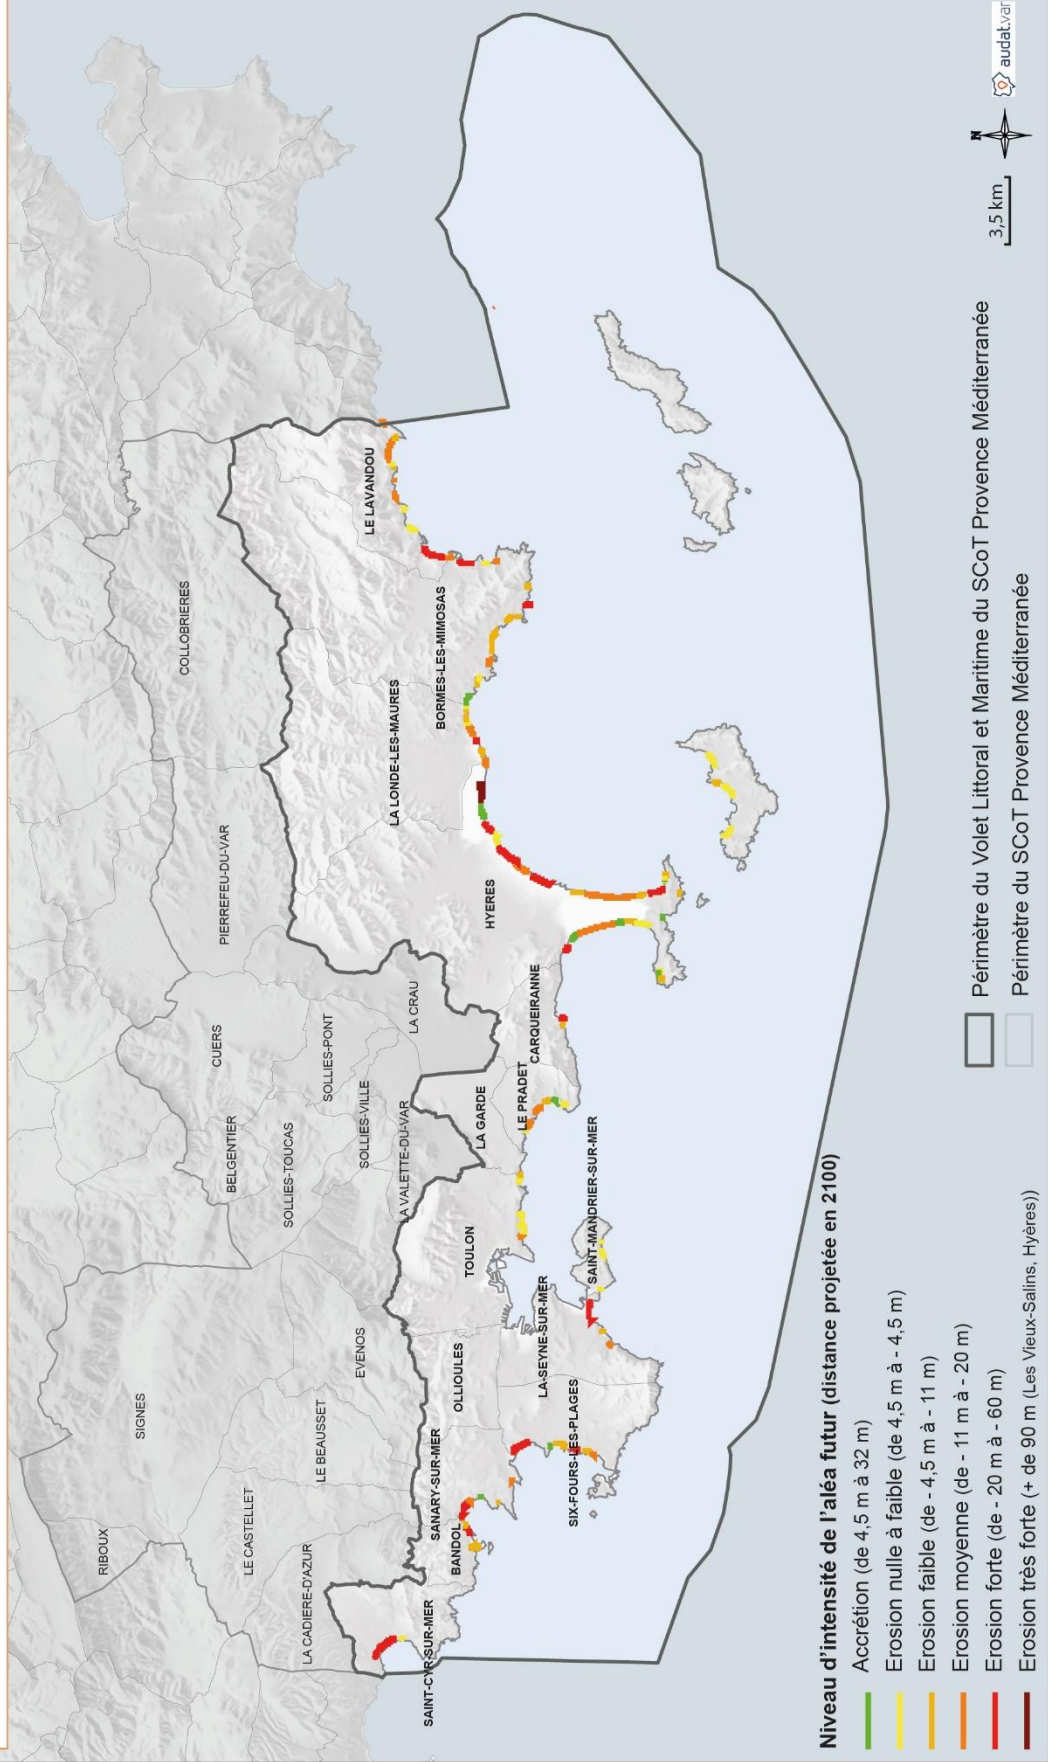 RIBOUX
SIGNES
LE CASTELLET
LE BEAUSSET
LA CADIERE-D'AZUR
EVENOS
BELGENTIER
CUERS
SOLLIES-TOUCAS
SOLLIES-PONT
SOLLIES-VILLE
LA VALETTE-DU-VAR
LA CRAU
PIERREFEU-DU-VAR
COLLOBRIERES
SAINT-CYR-SUR-MER
BANDOL
SANARY-SUR-MER
OLLIOULES
TOULON
LA GARDE
LE PRADET
CARQUEIRANNE
HYERES
LA LONDE-LES-MAURES
BORMES-LES-MIMOSAS
LE LAVANDOU
SIX-FOURS-LES-PLAGES
LA-SEYNE-SUR-MER
SAINT-MANDRIER-SUR-MER
Niveau d'intensité de l'aléa futur (distance projetée en 2100)
Accrétion (de 4,5 m à 32 m)
Erosion nulle à faible (de 4,5 m à - 4,5 m)
Erosion faible (de - 4,5 m à - 11 m)
Erosion moyenne (de - 11 m à - 20 m)
Erosion forte (de - 20 m à - 60 m)
Erosion très forte (+ de 90 m (Les Vieux-Salins, Hyères))
Périmètre du Volet Littoral et Maritime du SCoT Provence Méditerranée
Périmètre du SCoT Provence Méditerranée
3,5 km
N
audat.var